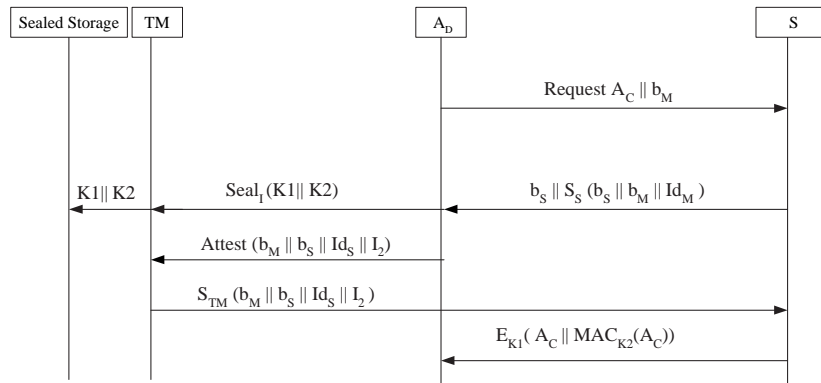 Sealed Storage TM A_D S
Request A_C || b_M
K1|| K2 Seal_I (K1|| K2) b_S || S_S (b_S || b_M || Id_M )
Attest (b_M || b_S || Id_S || I_2)
S_TM (b_M || b_S || Id_S || I_2 )
E_K1( A_C || MAC_K2(A_C))